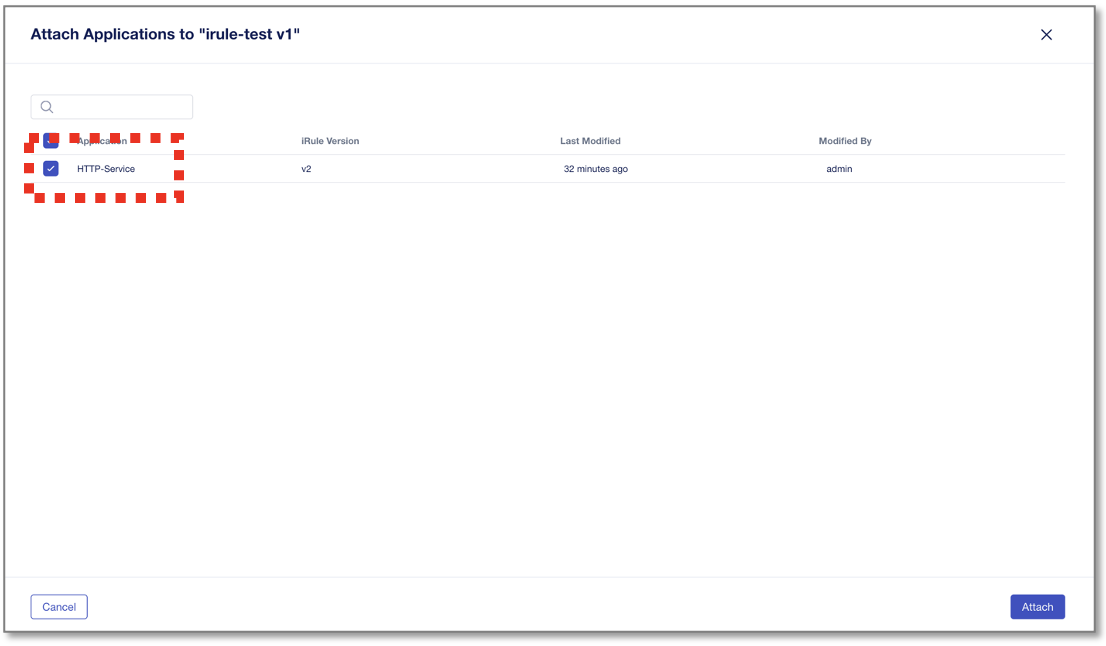 Attach Applications to "irule-test v1"
Application iRule Version Last Modified Modified By
HTTP-Service v2 32 minutes ago admin
Cancel Attach